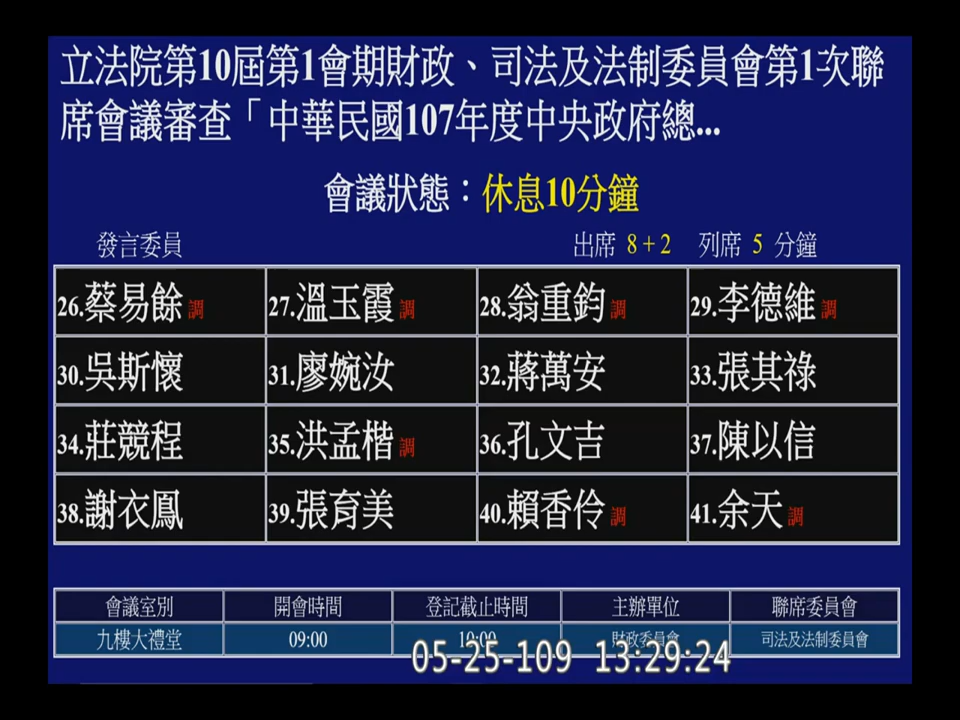 立法院第10屆第1會期財政、司法及法制委員會第1次聯
席會議審查「中華民國107年度中央政府總...
會議狀態：休息10分鐘
發言委員 出席 8+2 列席 5 分鐘
26.蔡易餘調 27.溫玉霞調 28.翁重鈞調 29.李德維調
30.吳斯懷 31.廖婉汝 32.蔣萬安 33.張其祿
34.莊競程 35.洪孟楷調 36.孔文吉 37.陳以信
38.謝衣鳳 39.張育美 40.賴香伶調 41.余天調
會議室別 開會時間 登記截止時間 主辦單位 聯席委員會
九樓大禮堂 09:00 10:00 財政委員會 司法及法制委員會
05-25-109 13:29:24